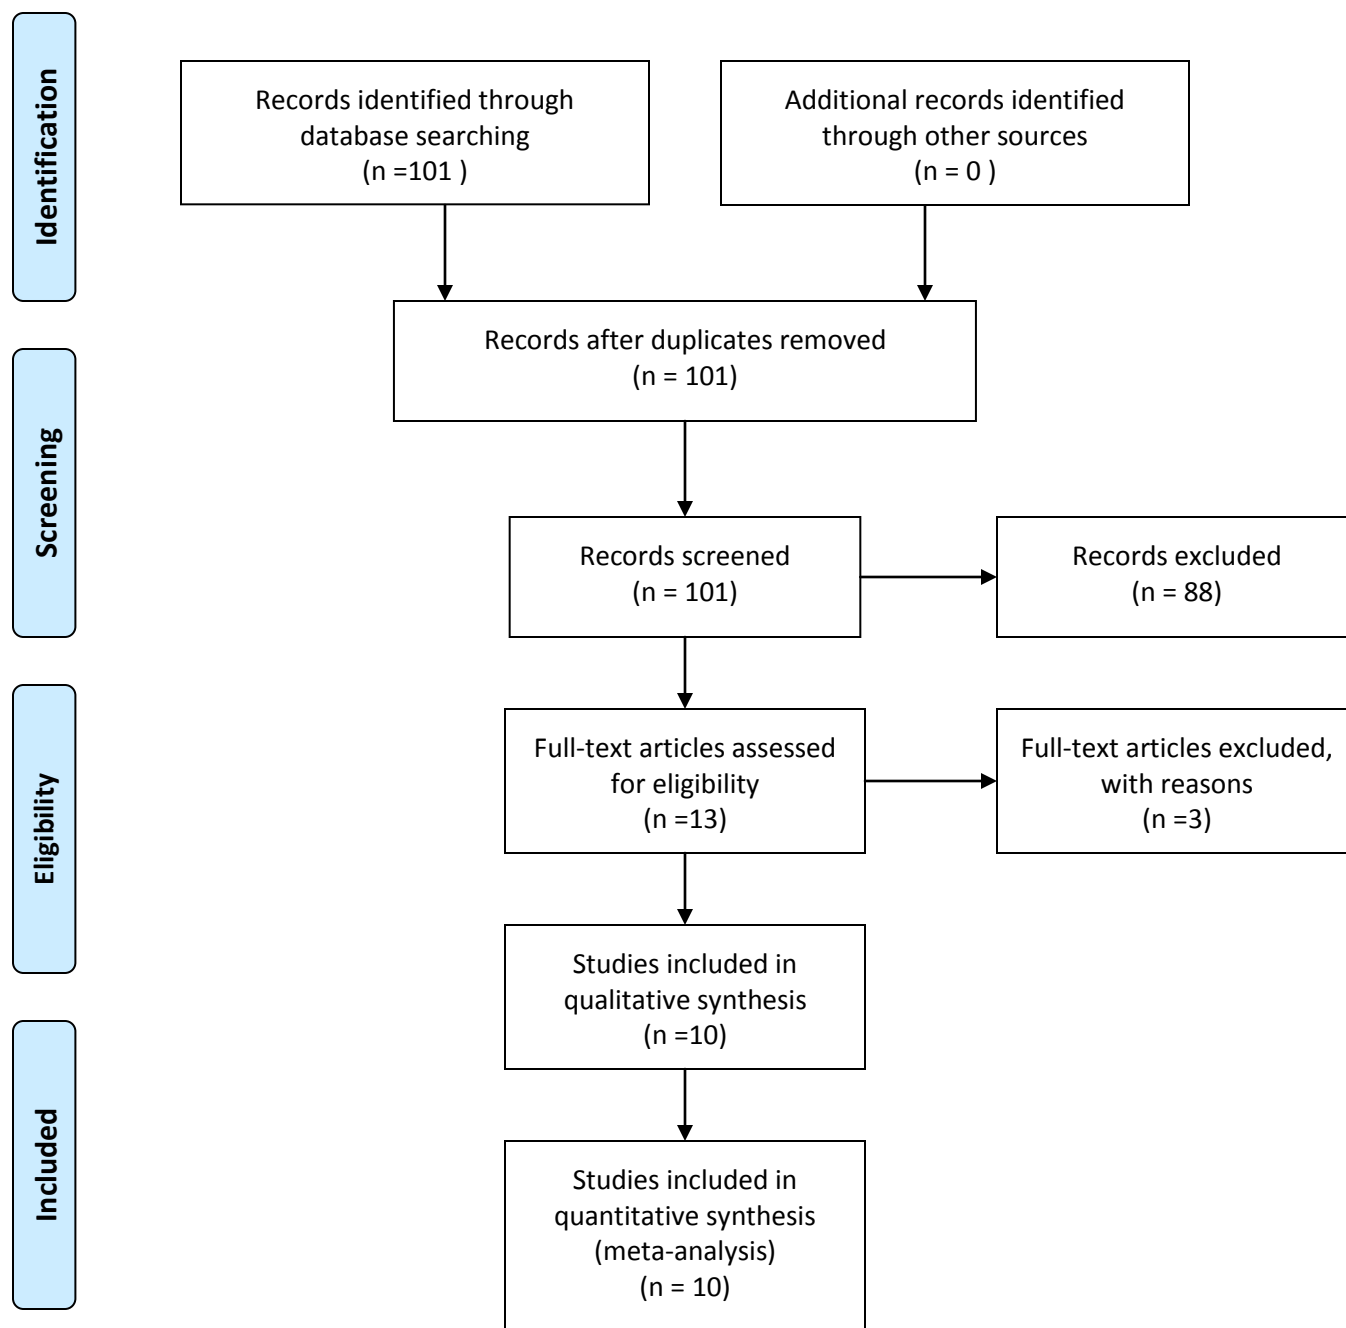 Identification
Records identified through
database searching
(n =101 )
Additional records identified
through other sources
(n = 0 )
Records after duplicates removed
(n = 101)
Screening
Records screened
(n = 101)
Records excluded
(n = 88)
Eligibility
Full-text articles assessed
for eligibility
(n =13)
Full-text articles excluded,
with reasons
(n =3)
Studies included in
qualitative synthesis
(n =10)
Included
Studies included in
quantitative synthesis
(meta-analysis)
(n = 10)